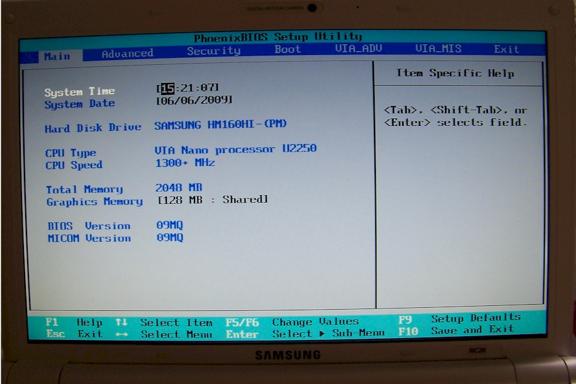 PhoenixBIOS Setup Utility
Main Advanced Security Boot VIA_ADV VIA_MIS Exit
Item Specific Help
System Time [15:21:07]
System Date [06/06/2009]
<Tab>, <Shift-Tab>, or
<Enter> selects field.
Hard Disk Drive SAMSUNG HM160HI-(PM)
CPU Type VIA Nano processor U2250
CPU Speed 1300+ MHz
Total Memory 2048 MB
Graphics Memory [128 MB : Shared]
BIOS Version 09MQ
MICOM Version 09MQ
F1 Help ↑↓ Select Item F5/F6 Change Values F9 Setup Defaults
Esc Exit ↔ Select Menu Enter Select ▶ Sub-Menu F10 Save and Exit
SAMSUNG